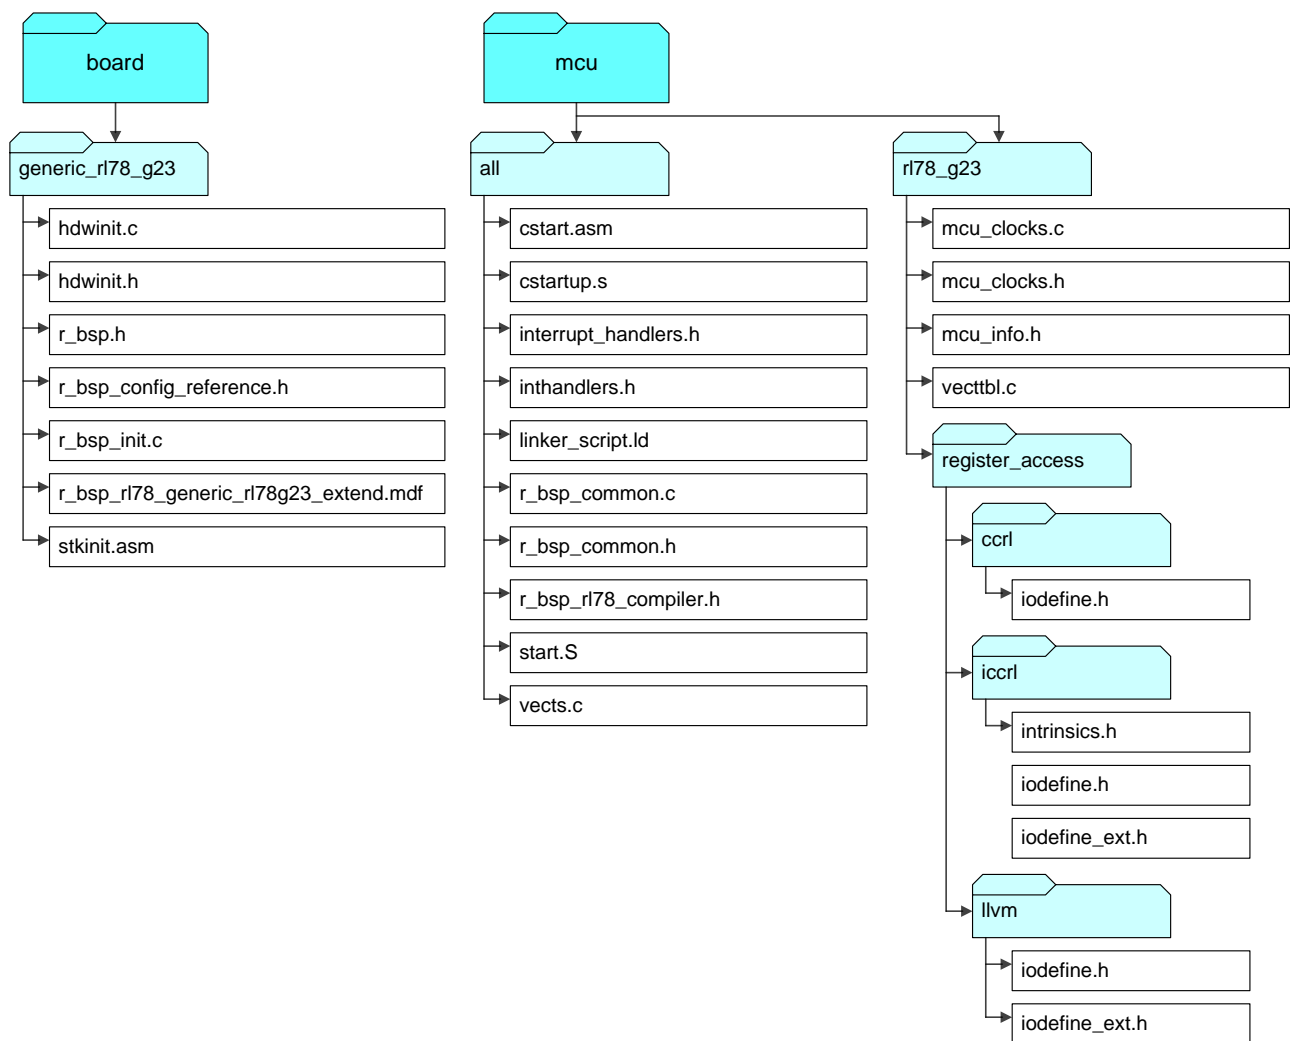 board
generic_rl78_g23
hdwinit.c
hdwinit.h
r_bsp.h
r_bsp_config_reference.h
r_bsp_init.c
r_bsp_rl78_generic_rl78g23_extend.mdf
stkinit.asm
mcu
all
cstart.asm
cstartup.s
interrupt_handlers.h
inthandlers.h
linker_script.ld
r_bsp_common.c
r_bsp_common.h
r_bsp_rl78_compiler.h
start.S
vects.c
rl78_g23
mcu_clocks.c
mcu_clocks.h
mcu_info.h
vecttbl.c
register_access
ccrl
iodefine.h
iccrl
intrinsics.h
iodefine.h
iodefine_ext.h
llvm
iodefine.h
iodefine_ext.h